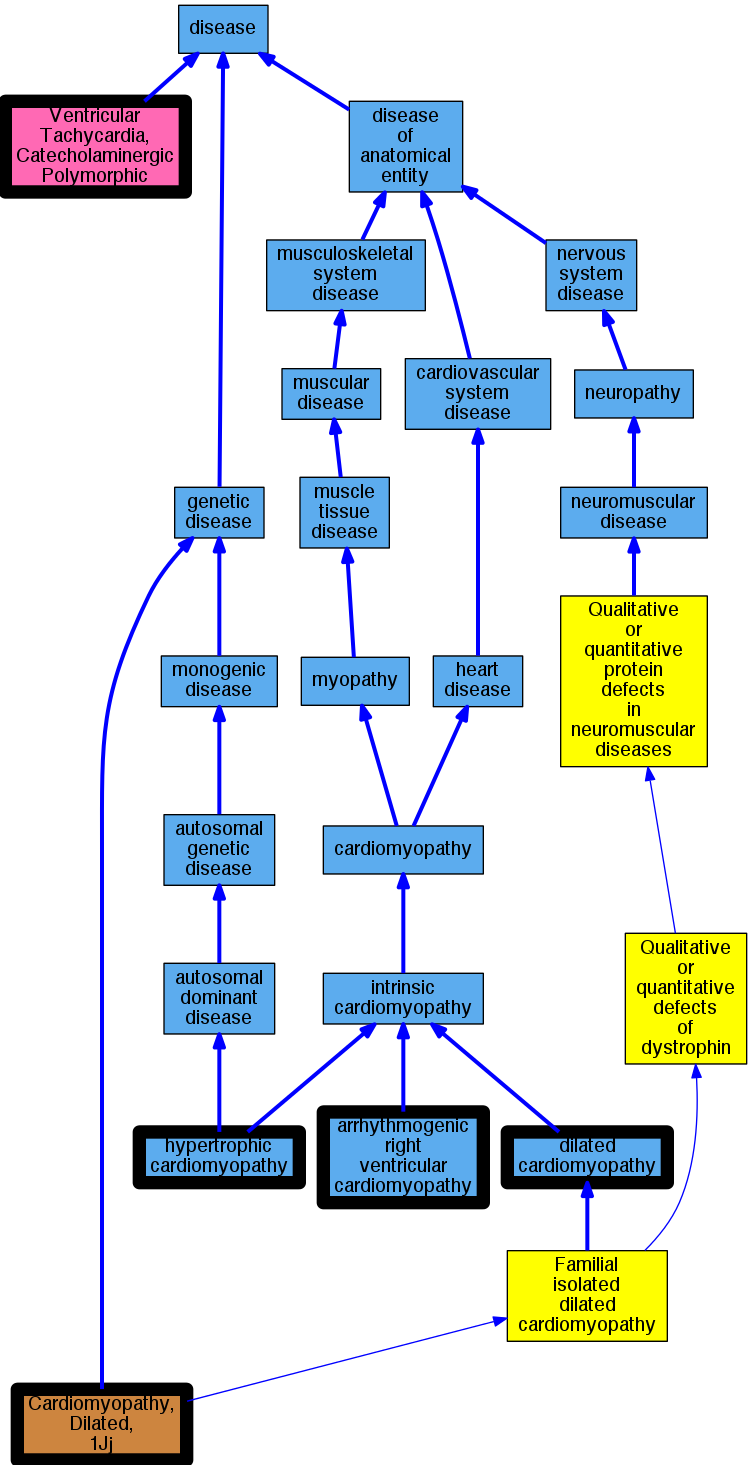 disease
Ventricular
Tachycardia,
Catecholaminergic
Polymorphic
disease
of
anatomical
entity
musculoskeletal
system
disease
nervous
system
disease
muscular
disease
cardiovascular
system
disease
neuropathy
genetic
disease
muscle
tissue
disease
neuromuscular
disease
Qualitative
or
quantitative
protein
defects
in
neuromuscular
diseases
monogenic
disease
myopathy
heart
disease
autosomal
genetic
disease
cardiomyopathy
autosomal
dominant
disease
intrinsic
cardiomyopathy
Qualitative
or
quantitative
defects
of
dystrophin
hypertrophic
cardiomyopathy
arrhythmogenic
right
ventricular
cardiomyopathy
dilated
cardiomyopathy
Familial
isolated
dilated
cardiomyopathy
Cardiomyopathy,
Dilated,
1Jj